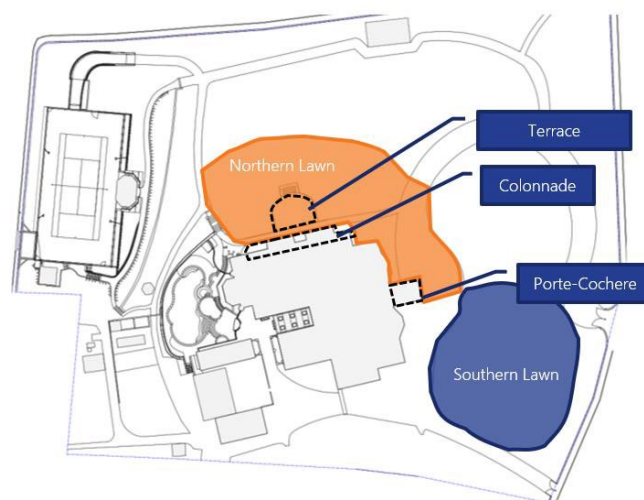 Terrace
Northern Lawn
Colonnade
Porte-Cochere
Southern Lawn